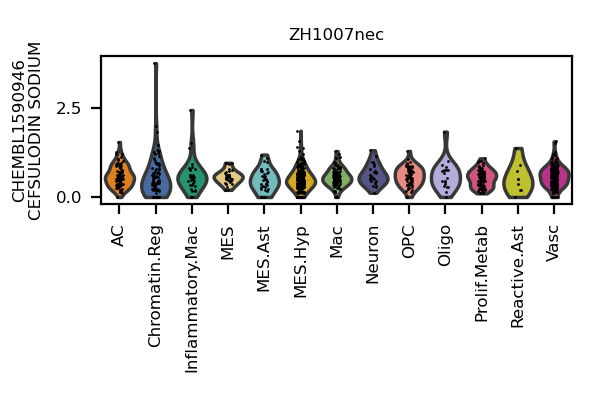 ZH1007nec
CHEMBL1590946
CEFSULODIN SODIUM
2.5
0.0
AC
Chromatin.Reg
Inflammatory.Mac
MES
MES.Ast
MES.Hyp
Mac
Neuron
OPC
Oligo
Prolif.Metab
Reactive.Ast
Vasc